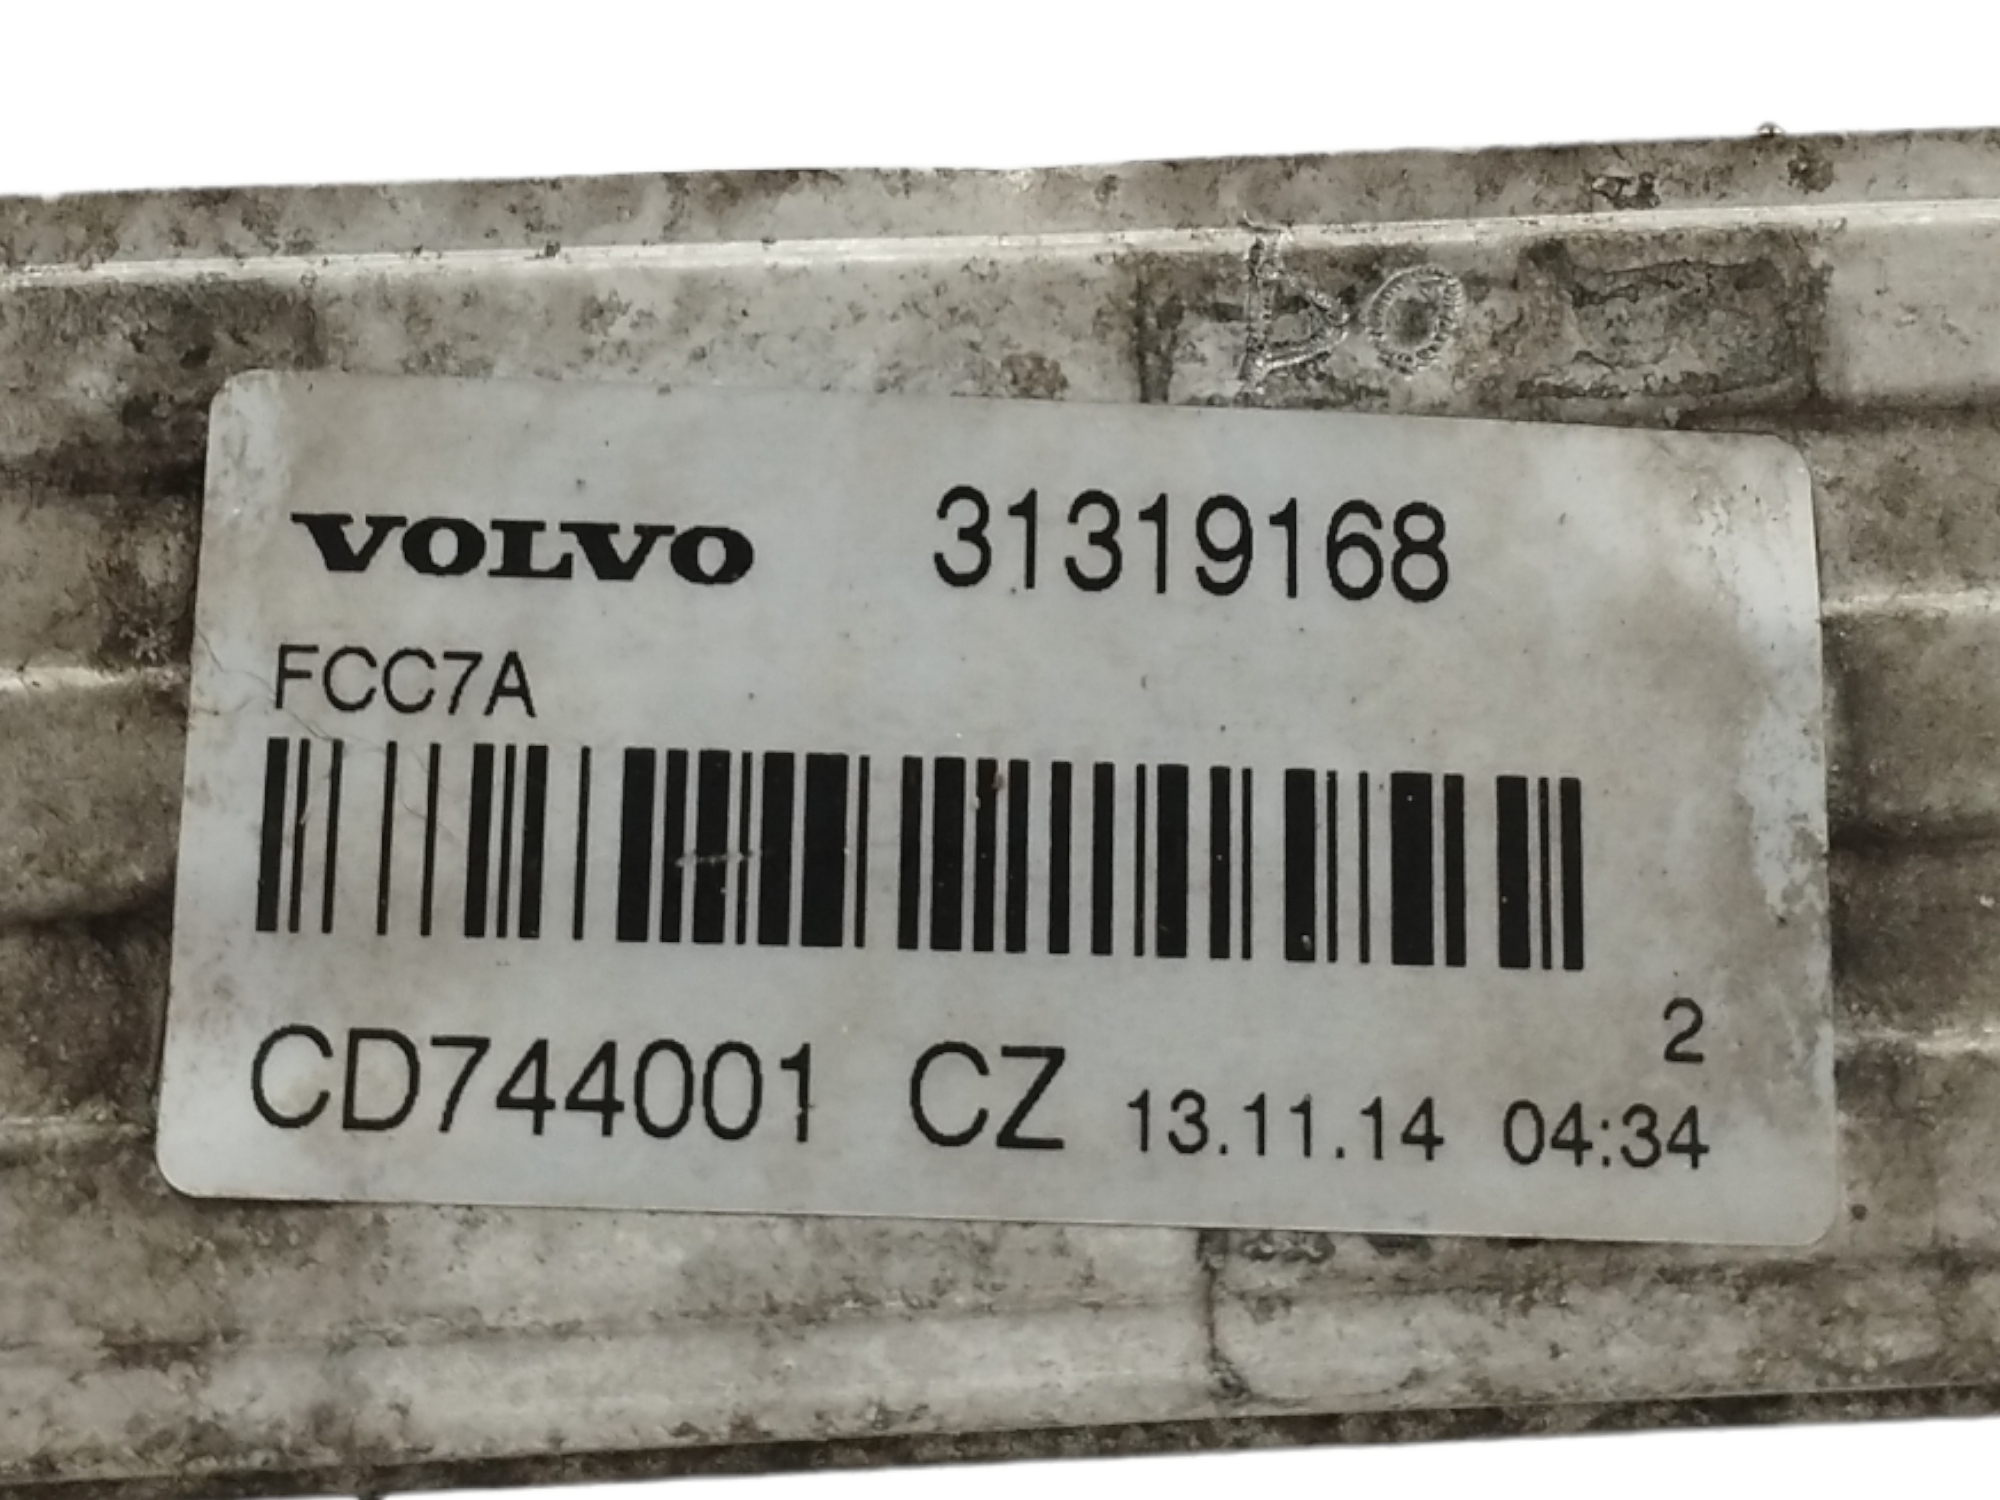 VOLVO 31319168
FCC7A
2
CD744001 CZ 13.11.14 04:34